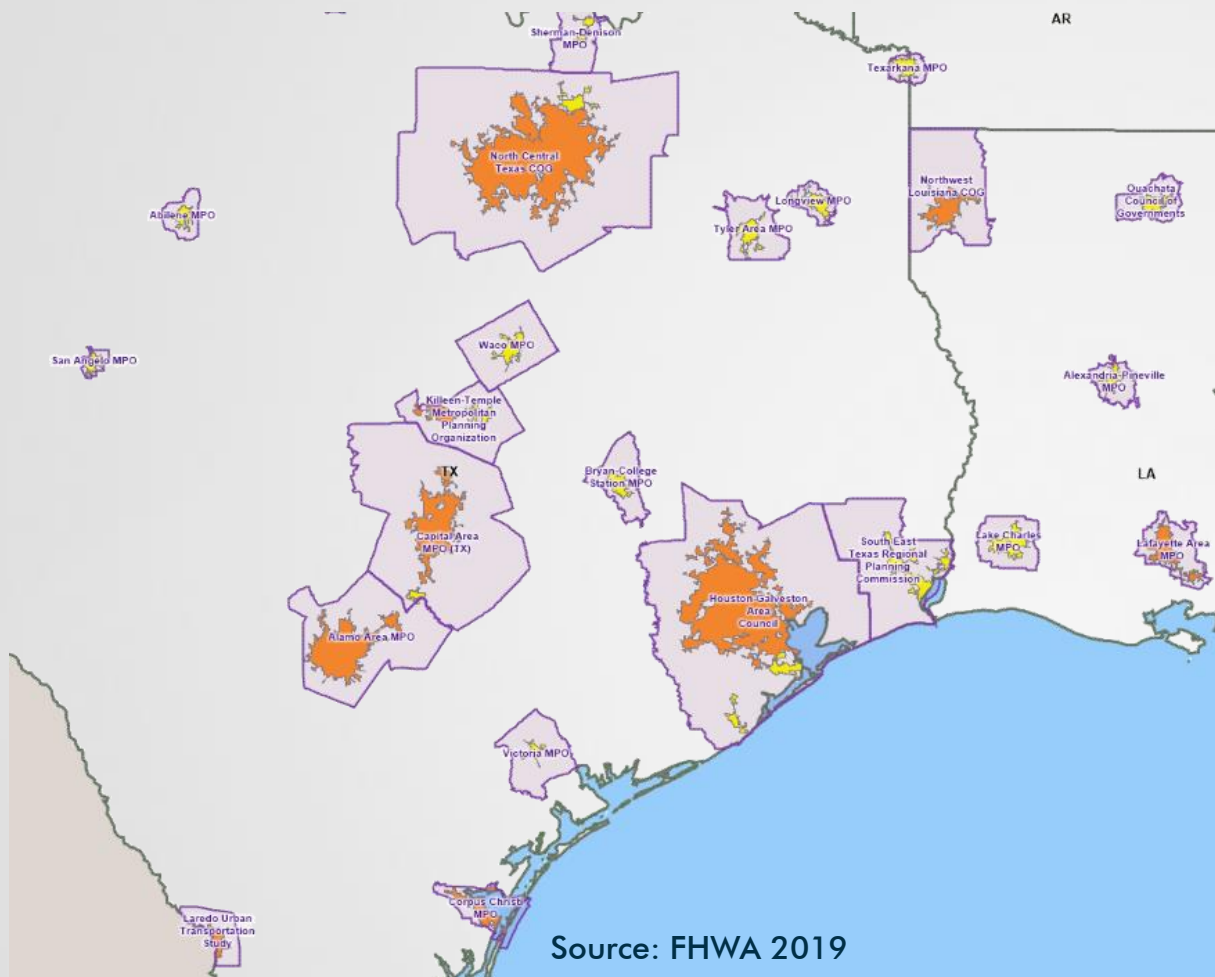 AR
Sherman-Denison
MPO
Texarkana MPO
North Central
Texas COG
Northwest
Louisiana COG
Ouachata
Council of
Governments
Abilene MPO
Longview MPO
Tyler Area MPO
Waco MPO
San Angelo MPO
Alexandria-Pineville
MPO
Killeen-Temple
Metropolitan
Planning
Organization
TX
Bryan-College
Station MPO
LA
Capital Area
MPO (TX)
South East
Texas Regional
Planning
Commission
Lake Charles
MPO
Lafayette Area
MPO
Houston-Galveston
Area
Council
Alamo Area MPO
Victoria MPO
Corpus Christi
MPO
Laredo Urban
Transportation
Study
Source: FHWA 2019